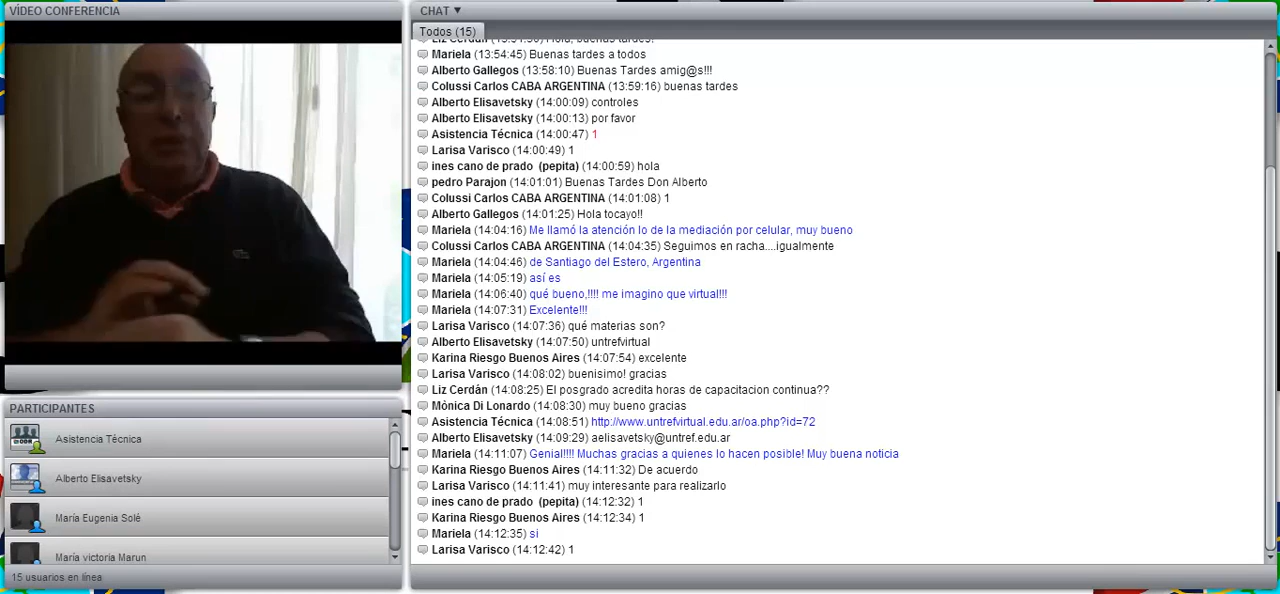 VÍDEO CONFERENCIA
PARTICIPANTES
Asistencia Técnica
Alberto Elisavetsky
María Eugenia Solé
María victoria Marun
15 usuarios en línea
CHAT
Todos (15)
Liz Cerdán (13:54:30) Hola, buenas tardes!
Mariela (13:54:45) Buenas tardes a todos
Alberto Gallegos (13:58:10) Buenas Tardes amig@s!!!
Colussi Carlos CABA ARGENTINA (13:59:16) buenas tardes
Alberto Elisavetsky (14:00:09) controles
Alberto Elisavetsky (14:00:13) por favor
Asistencia Técnica (14:00:47) 1
Larisa Varisco (14:00:49) 1
ines cano de prado (pepita) (14:00:59) hola
pedro Parajon (14:01:01) Buenas Tardes Don Alberto
Colussi Carlos CABA ARGENTINA (14:01:08) 1
Alberto Gallegos (14:01:25) Hola tocayo!!
Mariela (14:04:16) Me llamó la atención lo de la mediación por celular, muy bueno
Colussi Carlos CABA ARGENTINA (14:04:35) Seguimos en racha....igualmente
Mariela (14:04:46) de Santiago del Estero, Argentina
Mariela (14:05:19) así es
Mariela (14:06:40) qué bueno,!!!! me imagino que virtual!!!
Mariela (14:07:31) Excelente!!!
Larisa Varisco (14:07:36) qué materias son?
Alberto Elisavetsky (14:07:50) untrefvirtual
Karina Riesgo Buenos Aires (14:07:54) excelente
Larisa Varisco (14:08:02) buenisimo! gracias
Liz Cerdán (14:08:25) El posgrado acredita horas de capacitacion continua??
Mónica Di Lonardo (14:08:30) muy bueno gracias
Asistencia Técnica (14:08:51) http://www.untrefvirtual.edu.ar/oa.php?id=72
Alberto Elisavetsky (14:09:29) aelisavetsky@untref.edu.ar
Mariela (14:11:07) Genial!!!! Muchas gracias a quienes lo hacen posible! Muy buena noticia
Karina Riesgo Buenos Aires (14:11:32) De acuerdo
Larisa Varisco (14:11:41) muy interesante para realizarlo
ines cano de prado (pepita) (14:12:32) 1
Karina Riesgo Buenos Aires (14:12:34) 1
Mariela (14:12:35) si
Larisa Varisco (14:12:42) 1